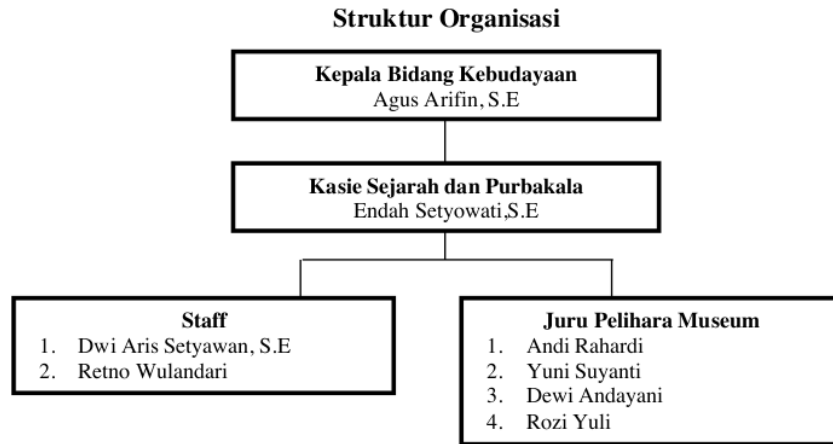 Struktur Organisasi
Kepala Bidang Kebudayaan
Agus Arifin, S.E
Kasie Sejarah dan Purbakala
Endah Setyowati,S.E
Staff
1. Dwi Aris Setyawan, S.E
2. Retno Wulandari
Juru Pelihara Museum
1. Andi Rahardi
2. Yuni Suyanti
3. Dewi Andayani
4. Rozi Yuli